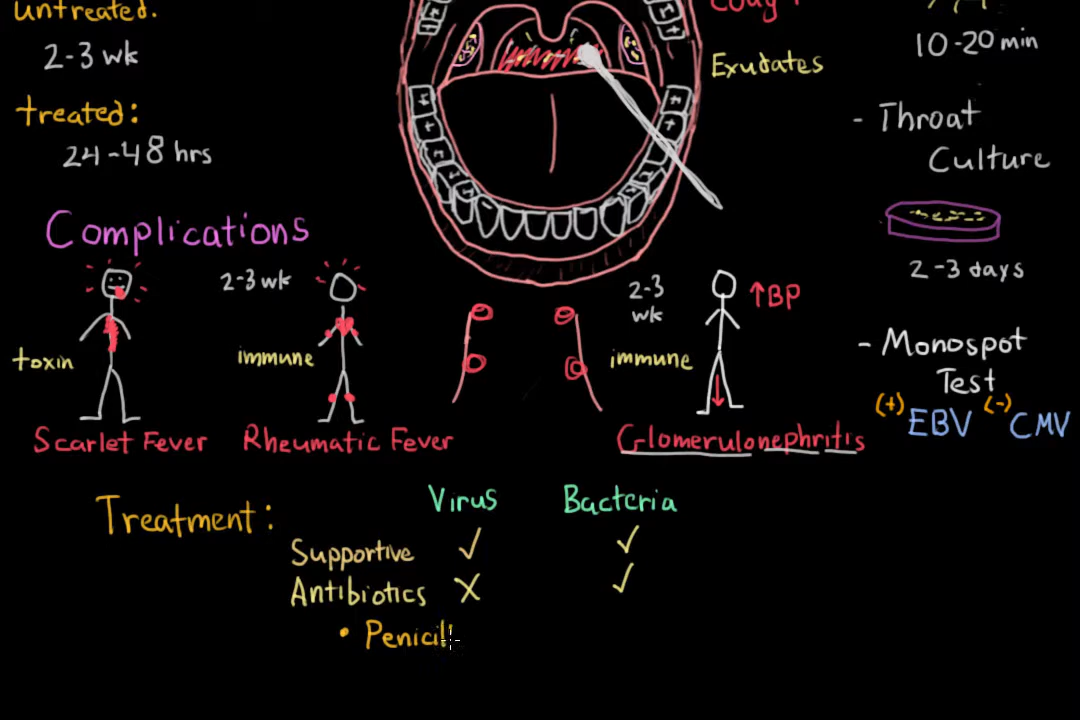 untreated:
2-3 wk
treated:
24-48 hrs
Cough
Exudates
10-20 min
- Throat
Culture
2-3 days
- Monospot
Test
(+) EBV (-) CMV
Complications
toxin
Scarlet Fever
2-3 wk
immune
Rheumatic Fever
2-3
wk
immune
↑BP
Glomerulonephritis
Treatment:
Virus Bacteria
Supportive ✓ ✓
Antibiotics X ✓
• Penicil